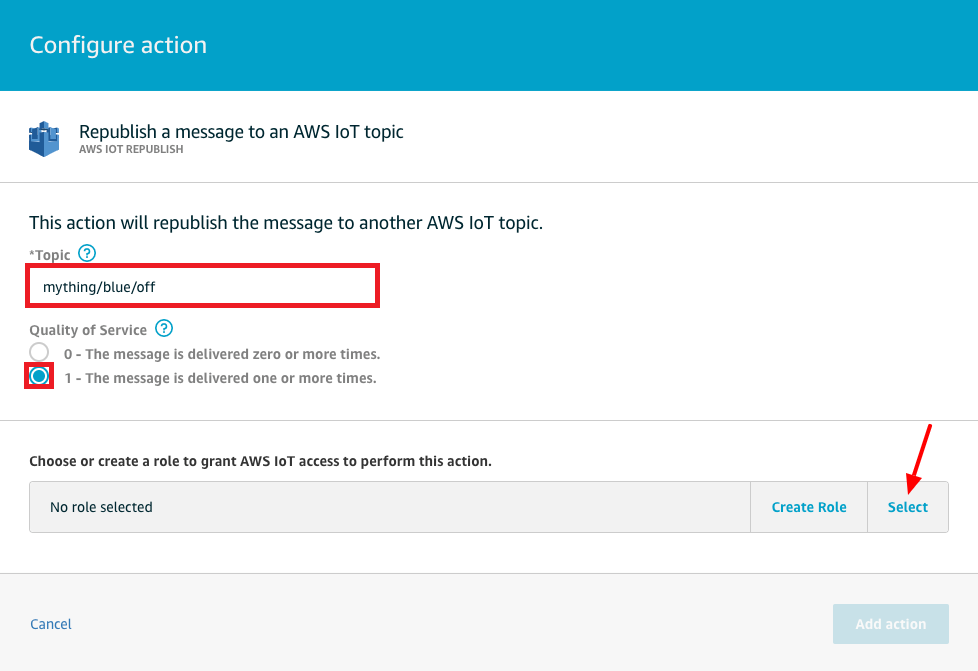 Configure action
Republish a message to an AWS IoT topic
AWS IOT REPUBLISH
This action will republish the message to another AWS IoT topic.
*Topic ?
mything/blue/off
Quality of Service ?
0 - The message is delivered zero or more times.
1 - The message is delivered one or more times.
Choose or create a role to grant AWS IoT access to perform this action.
No role selected Create Role Select
Cancel Add action